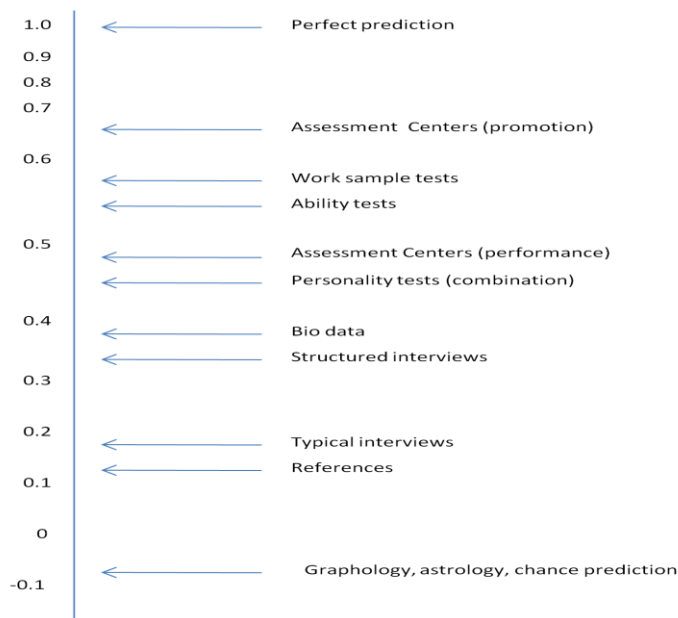 1.0 Perfect prediction
0.9
0.8
0.7
Assessment Centers (promotion)
0.6
Work sample tests
Ability tests
0.5
Assessment Centers (performance)
Personality tests (combination)
0.4
Bio data
Structured interviews
0.3
0.2
Typical interviews
References
0.1
0
Graphology, astrology, chance prediction
-0.1